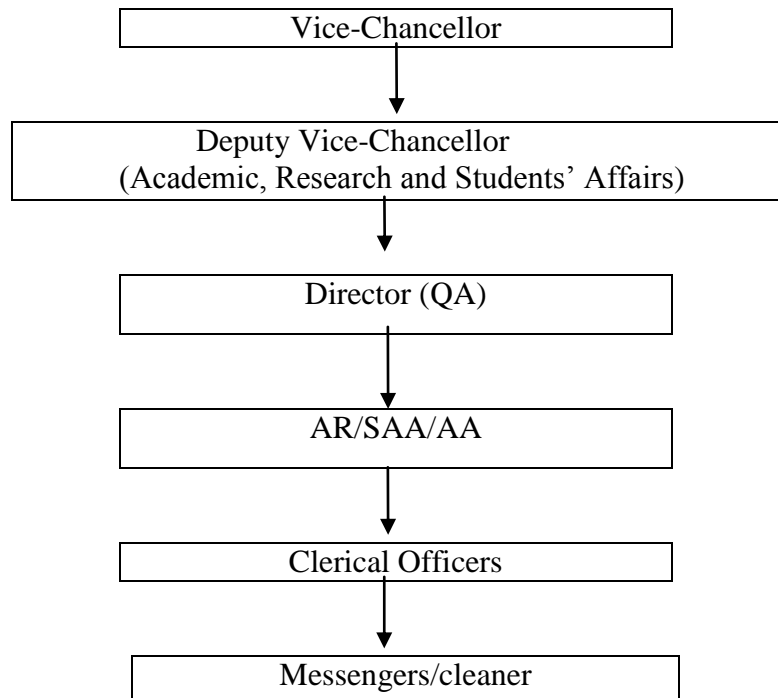 Vice-Chancellor
Deputy Vice-Chancellor
(Academic, Research and Students’ Affairs)
Director (QA)
AR/SAA/AA
Clerical Officers
Messengers/cleaner